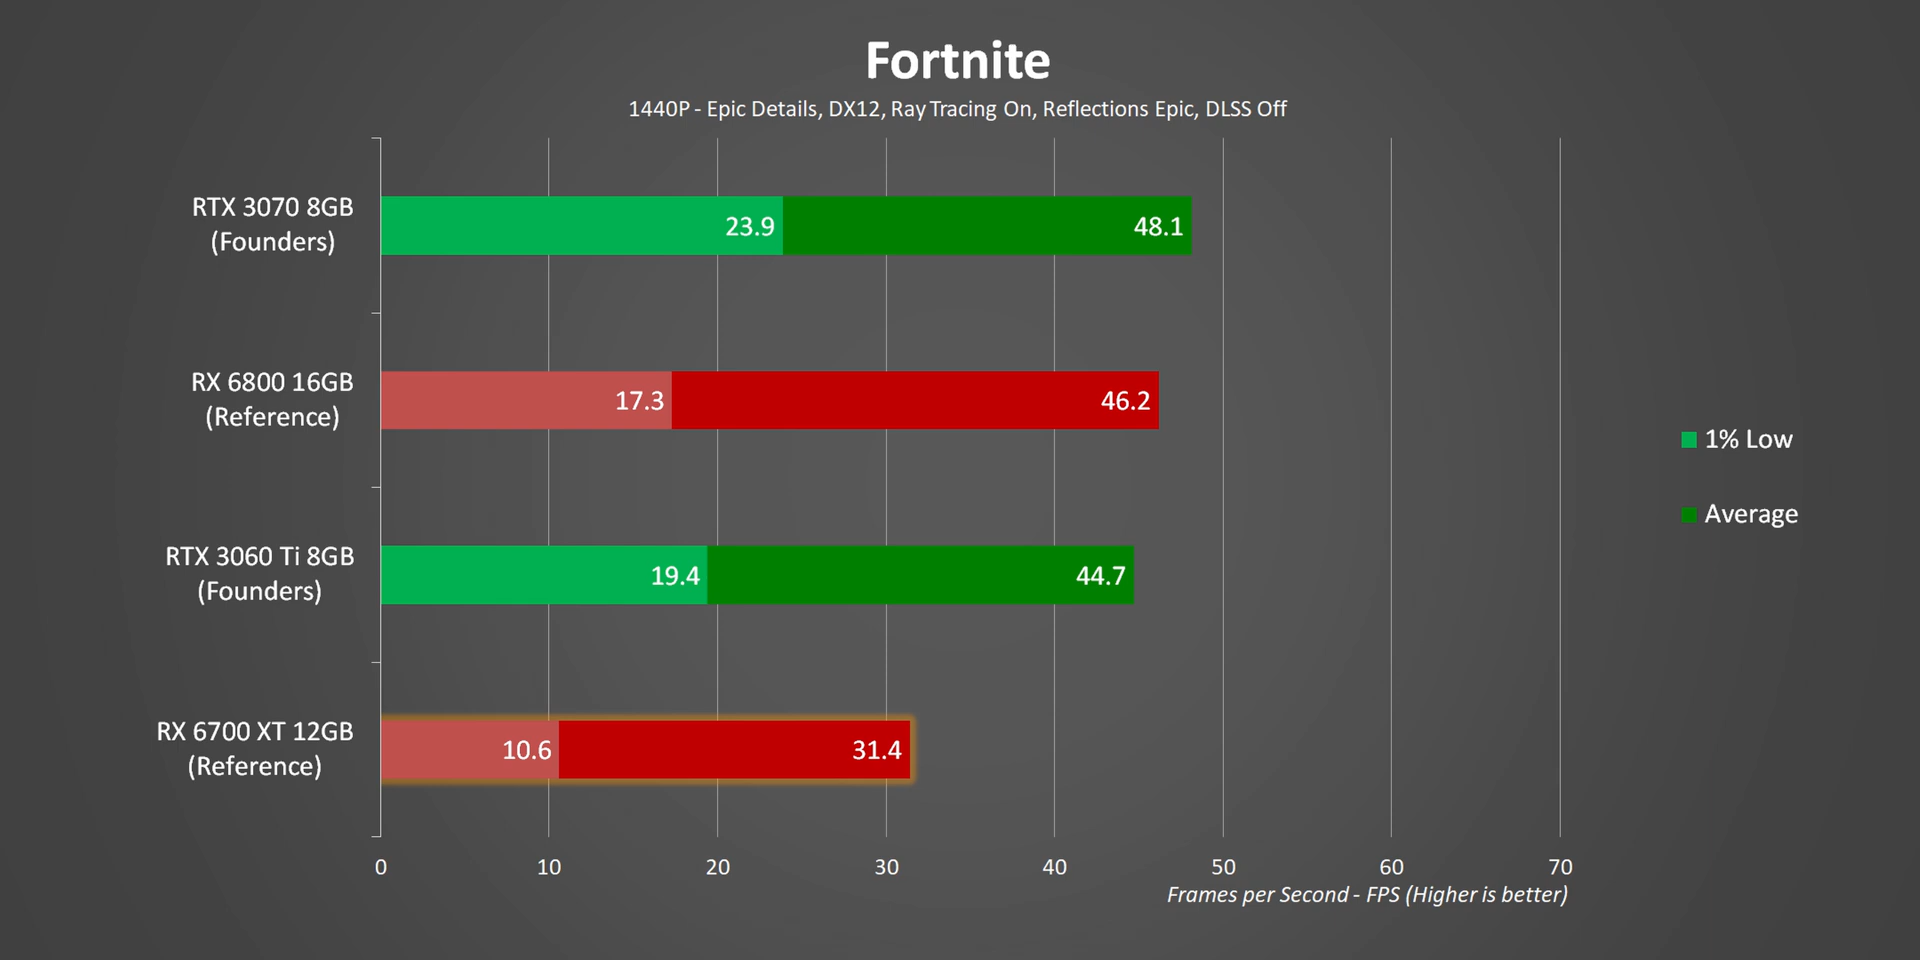 Fortnite
1440P - Epic Details, DX12, Ray Tracing On, Reflections Epic, DLSS Off
RTX 3070 8GB
(Founders)
23.9
48.1
RX 6800 16GB
(Reference)
17.3
46.2
RTX 3060 Ti 8GB
(Founders)
19.4
44.7
RX 6700 XT 12GB
(Reference)
10.6
31.4
1% Low
Average
0 10 20 30 40 50 60 70
Frames per Second - FPS (Higher is better)